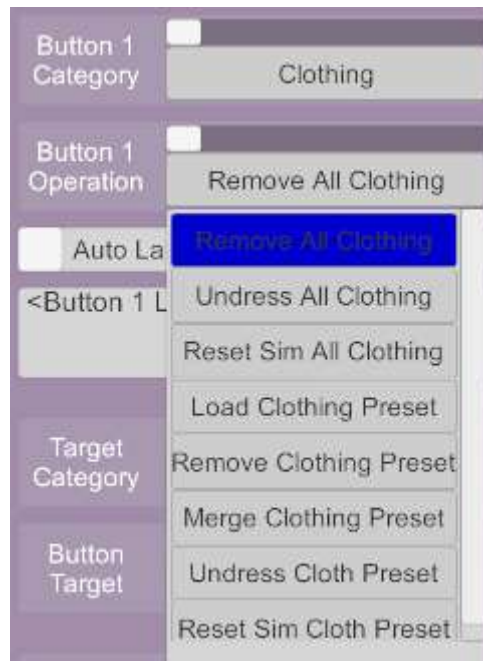 Button 1
Category
Clothing
Button 1
Operation
Remove All Clothing
Auto La
Remove All Clothing
<Button 1 L
Undress All Clothing
Reset Sim All Clothing
Load Clothing Preset
Target
Category
Remove Clothing Preset
Merge Clothing Preset
Button
Target
Undress Cloth Preset
Reset Sim Cloth Preset